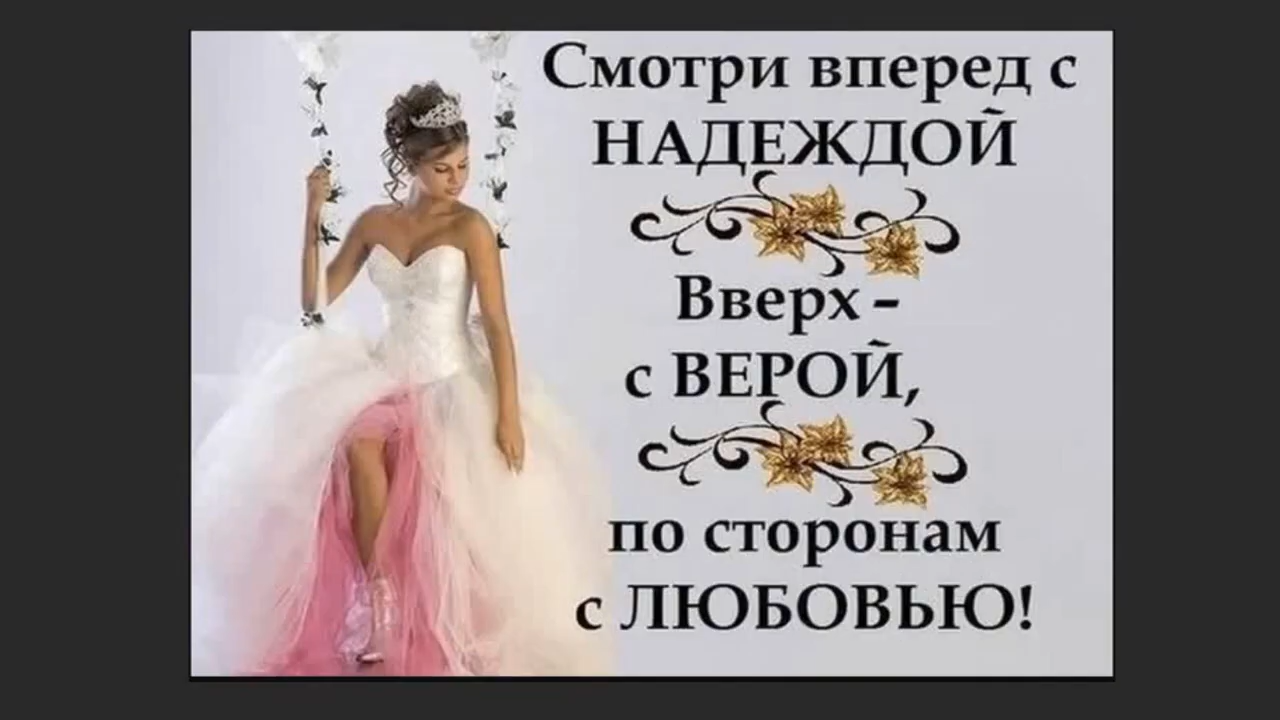 Смотри вперед с
НАДЕЖДОЙ
Вверх –
с ВЕРОЙ,
по сторонам
с ЛЮБОВЬЮ!